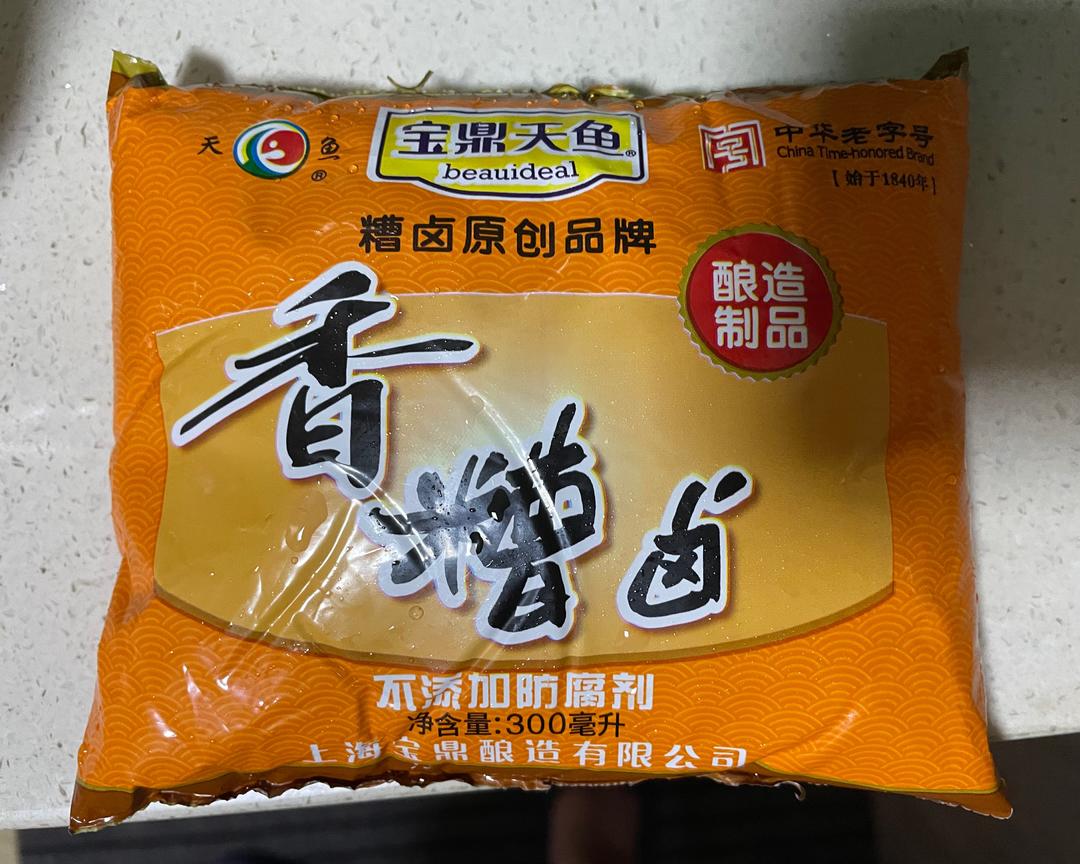 天 鱼
®
宝鼎天鱼®
beauideal
中华老字号
China Time-honored Brand
【 始于1840年】
糟卤原创品牌
酿造
制品
香糟卤
不添加防腐剂
净含量:300毫升
上海宝鼎酿造有限公司